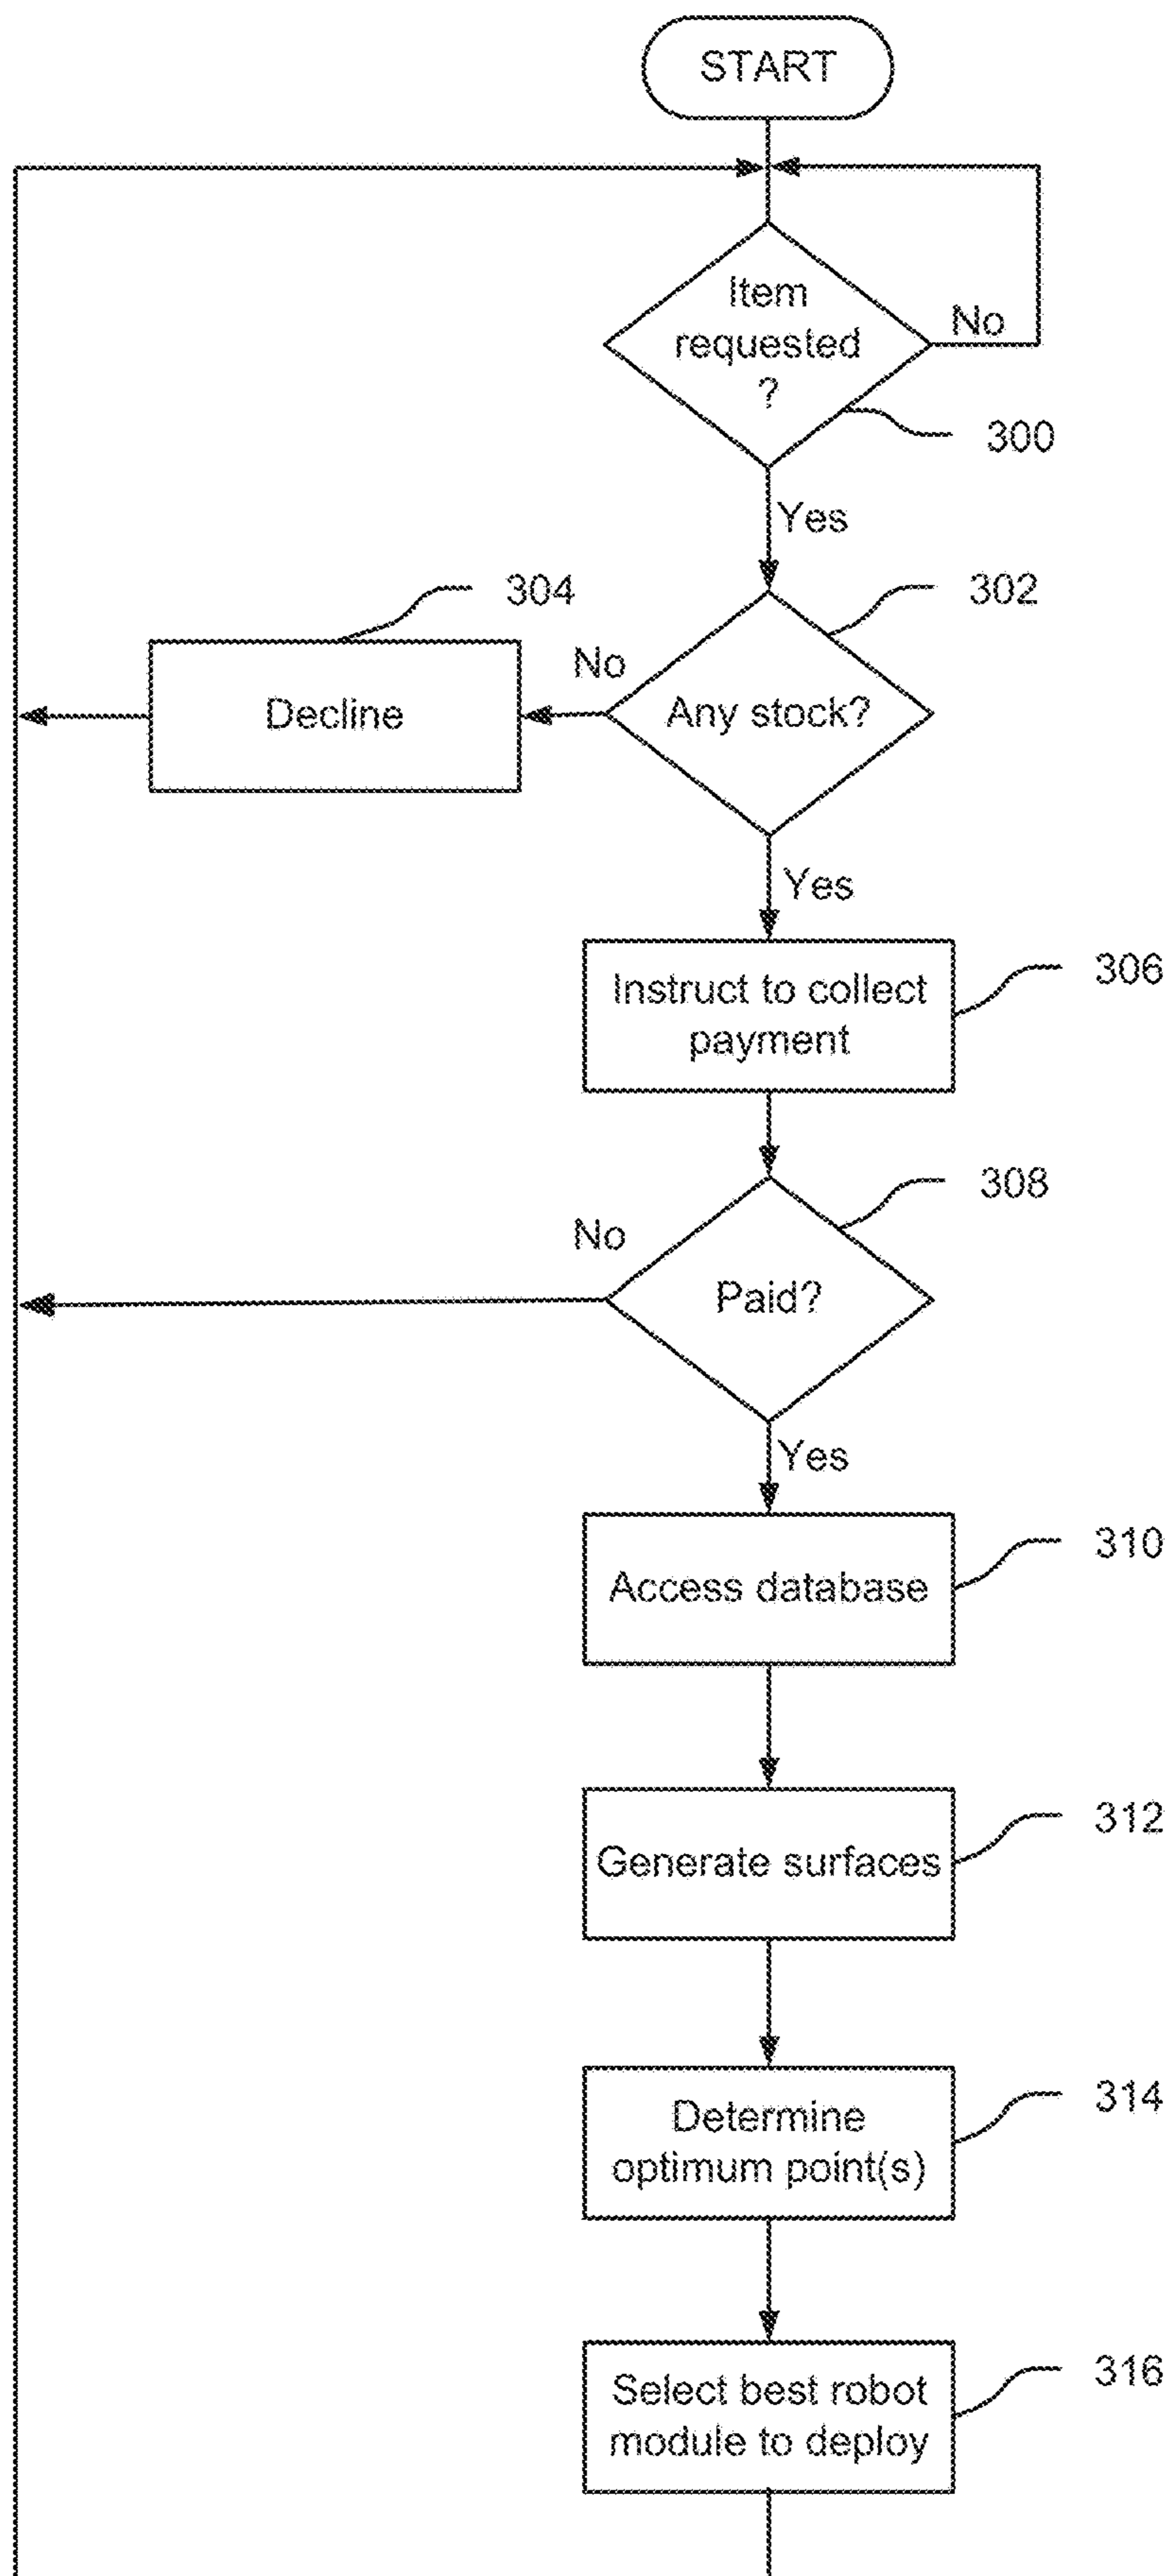 START
Item
requested
?
No
300
Yes
304
302
No
Decline
Any stock?
Yes
Instruct to collect
payment
306
308
No
Paid?
Yes
Access database
310
Generate surfaces
312
Determine
optimum point(s)
314
Select best robot
module to deploy
316